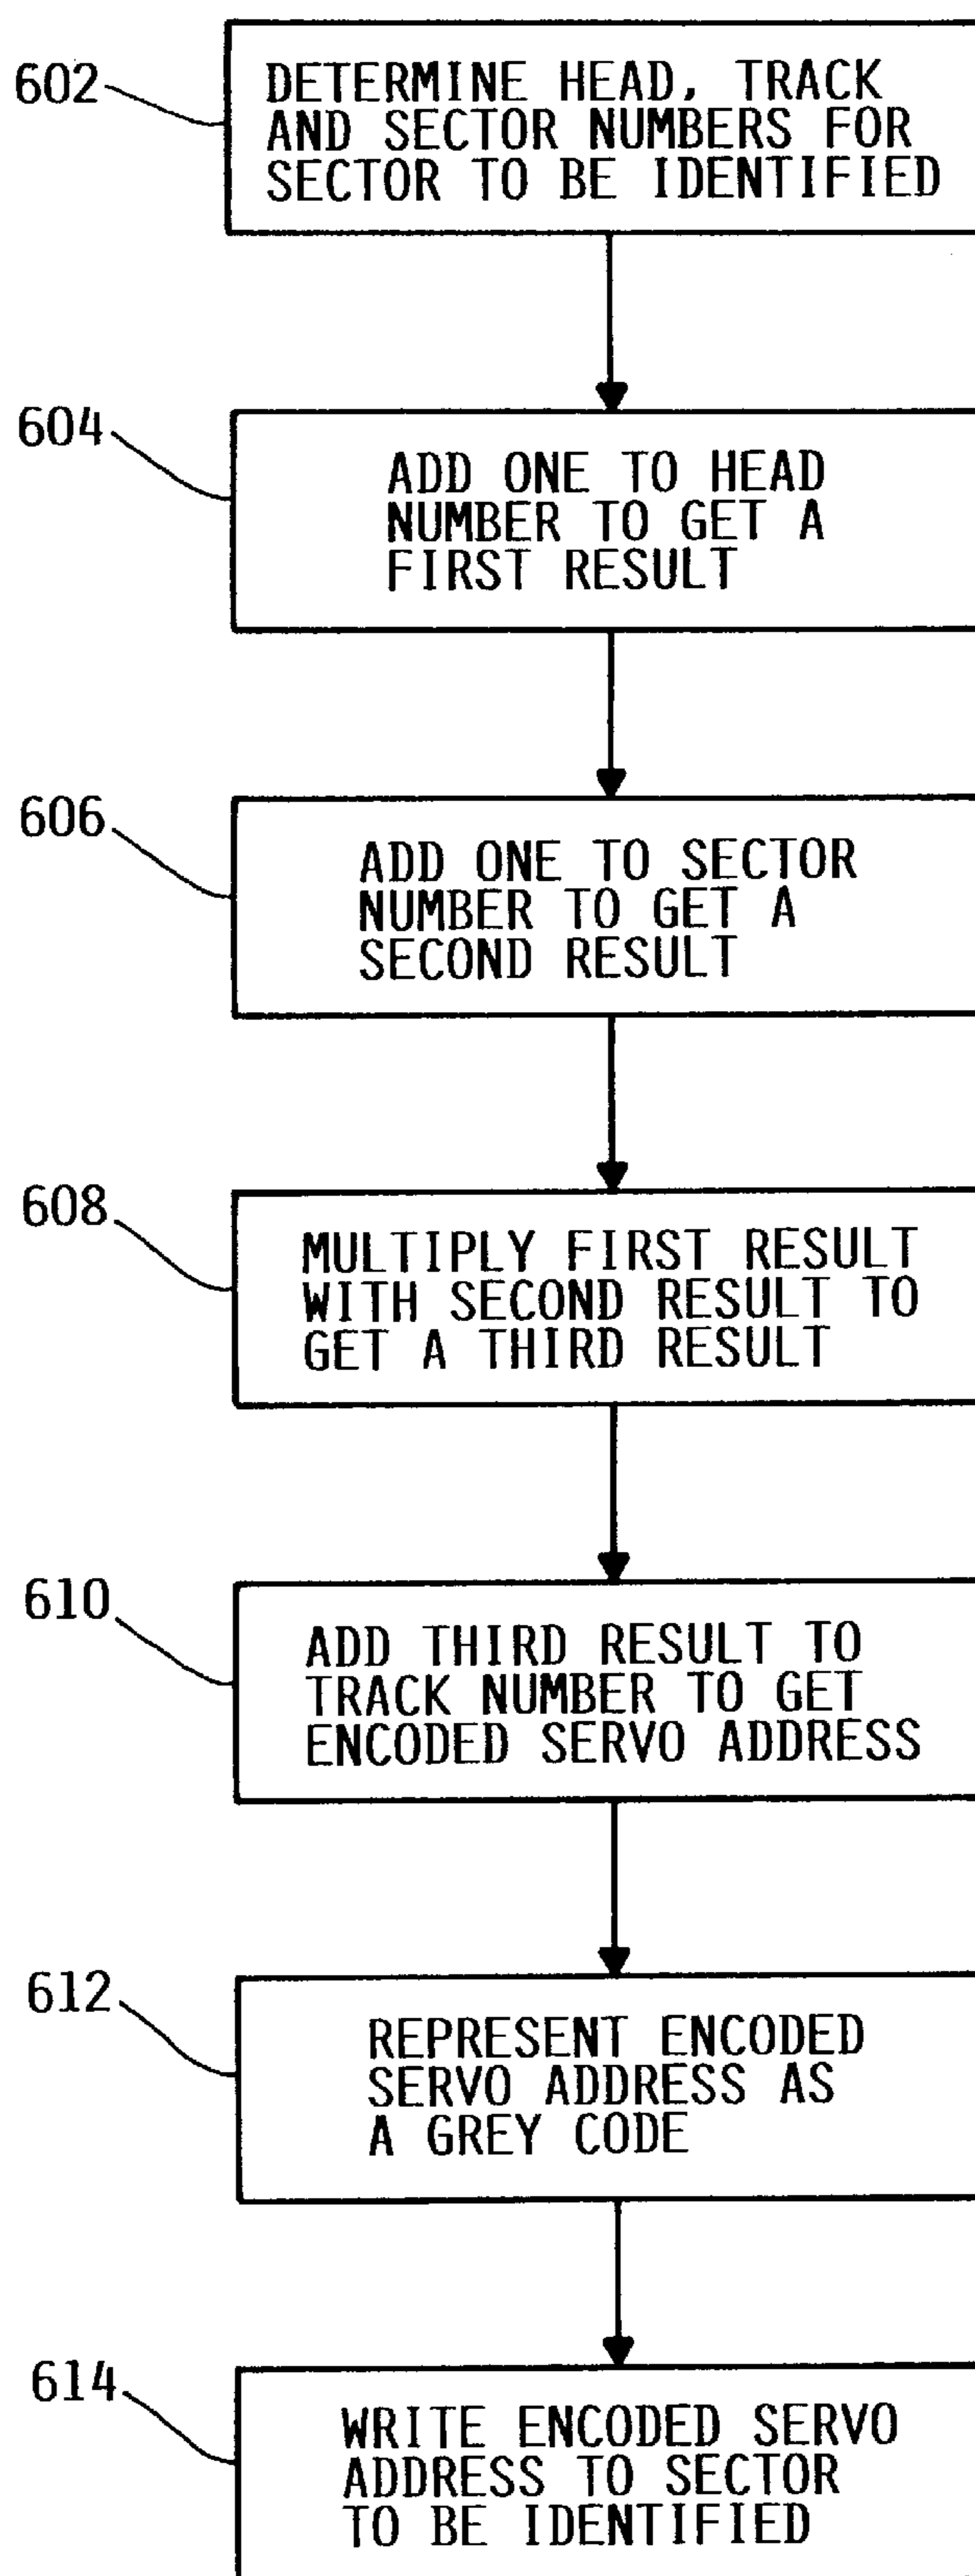 602
DETERMINE HEAD, TRACK
AND SECTOR NUMBERS FOR
SECTOR TO BE IDENTIFIED
604
ADD ONE TO HEAD
NUMBER TO GET A
FIRST RESULT
606
ADD ONE TO SECTOR
NUMBER TO GET A
SECOND RESULT
608
MULTIPLY FIRST RESULT
WITH SECOND RESULT TO
GET A THIRD RESULT
610
ADD THIRD RESULT TO
TRACK NUMBER TO GET
ENCODED SERVO ADDRESS
612
REPRESENT ENCODED
SERVO ADDRESS AS
A GREY CODE
614
WRITE ENCODED SERVO
ADDRESS TO SECTOR
TO BE IDENTIFIED